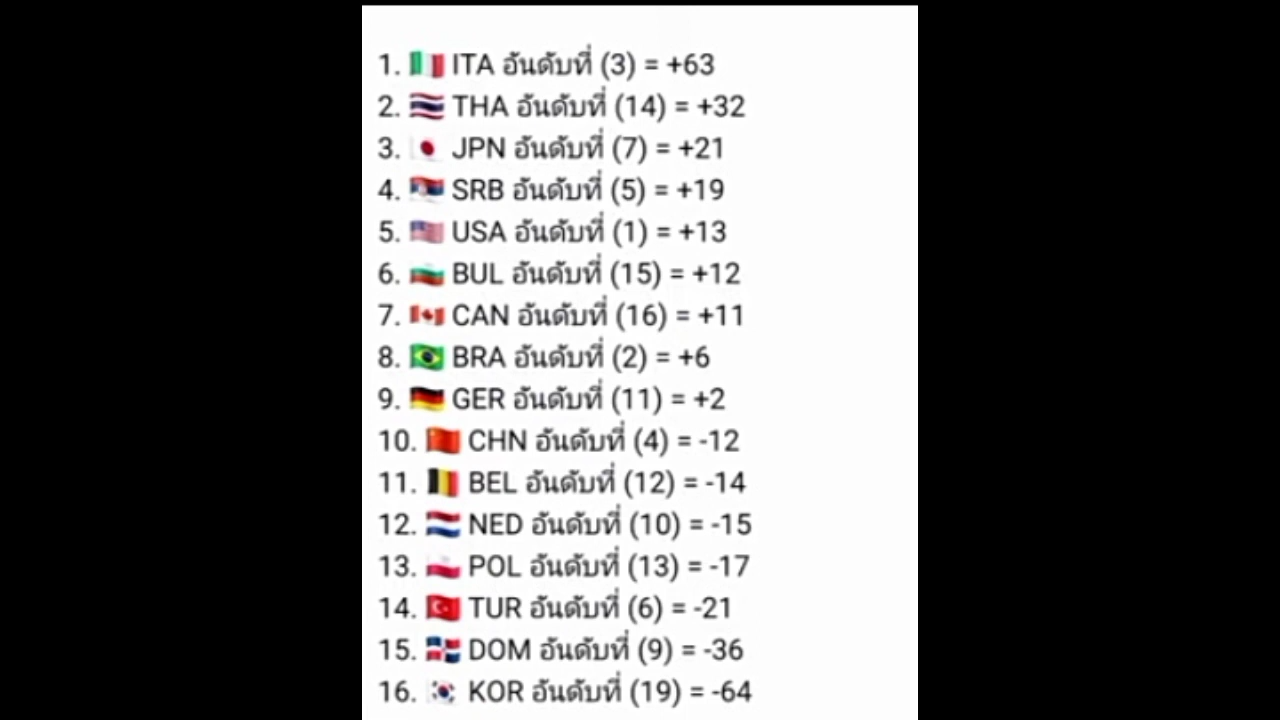 1. 🇮🇹 ITA อันดับที่ (3) = +63
2. 🇹🇭 THA อันดับที่ (14) = +32
3. 🇯🇵 JPN อันดับที่ (7) = +21
4. 🇷🇸 SRB อันดับที่ (5) = +19
5. 🇺🇸 USA อันดับที่ (1) = +13
6. 🇧🇬 BUL อันดับที่ (15) = +12
7. 🇨🇦 CAN อันดับที่ (16) = +11
8. 🇧🇷 BRA อันดับที่ (2) = +6
9. 🇩🇪 GER อันดับที่ (11) = +2
10. 🇨🇳 CHN อันดับที่ (4) = -12
11. 🇧🇪 BEL อันดับที่ (12) = -14
12. 🇳🇱 NED อันดับที่ (10) = -15
13. 🇵🇱 POL อันดับที่ (13) = -17
14. 🇹🇷 TUR อันดับที่ (6) = -21
15. 🇩🇴 DOM อันดับที่ (9) = -36
16. 🇰🇷 KOR อันดับที่ (19) = -64